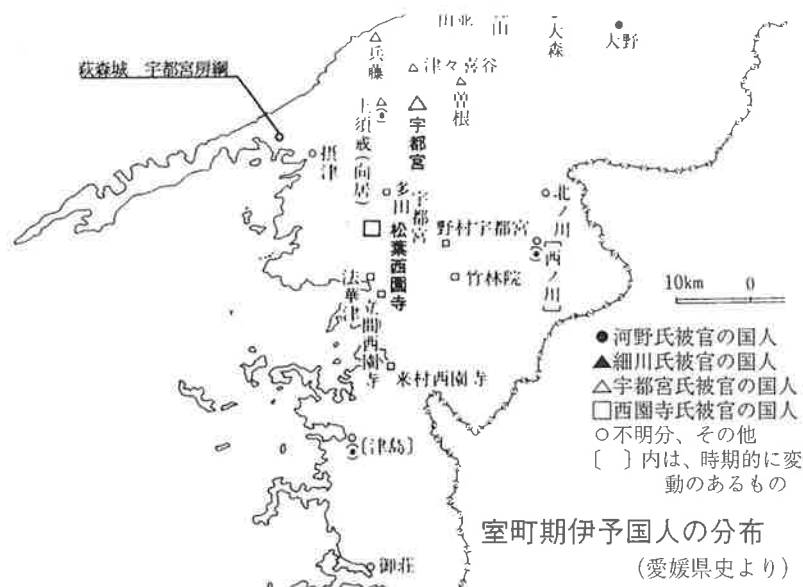 大野
大森
兵藤
津々喜谷
曽根
萩森城 宇都宮房綱
宇都宮
上須戒(向居)
摂津
多田
宇都宮
北ノ川
野村宇都宮
松葉西園寺
〔西ノ川〕
竹林院
法華津
立間西園寺
10km 0
●河野氏被官の国人
▲細川氏被官の国人
△宇都宮氏被官の国人
□西園寺氏被官の国人
○不明分、その他
〔 〕内は、時期的に変
動のあるもの
来村西園寺
〔津島〕
御荘
室町期伊予国人の分布
(愛媛県史より)